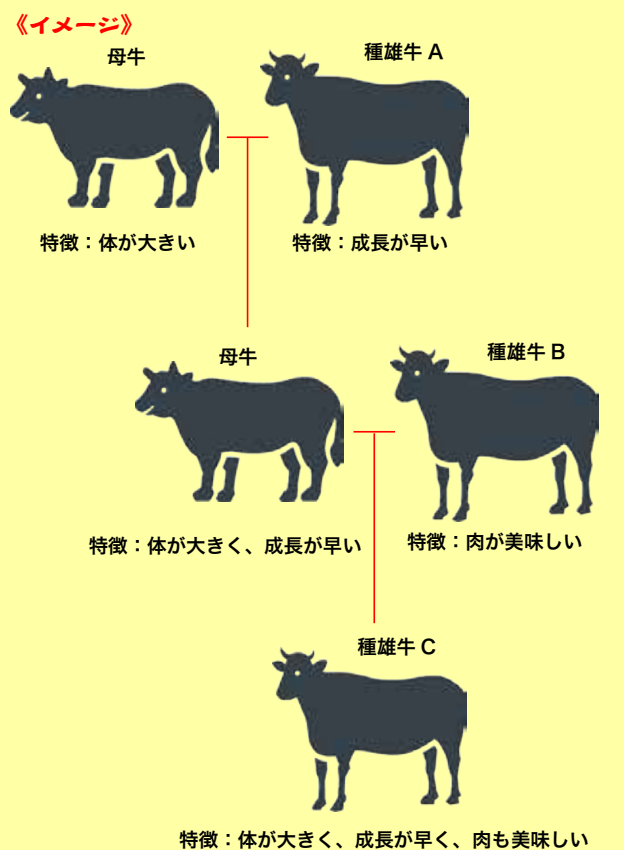 《イメージ》
母牛
種雄牛 A
特徴：体が大きい
特徴：成長が早い
母牛
種雄牛 B
特徴：体が大きく、成長が早い
特徴：肉が美味しい
種雄牛 C
特徴：体が大きく、成長が早く、肉も美味しい